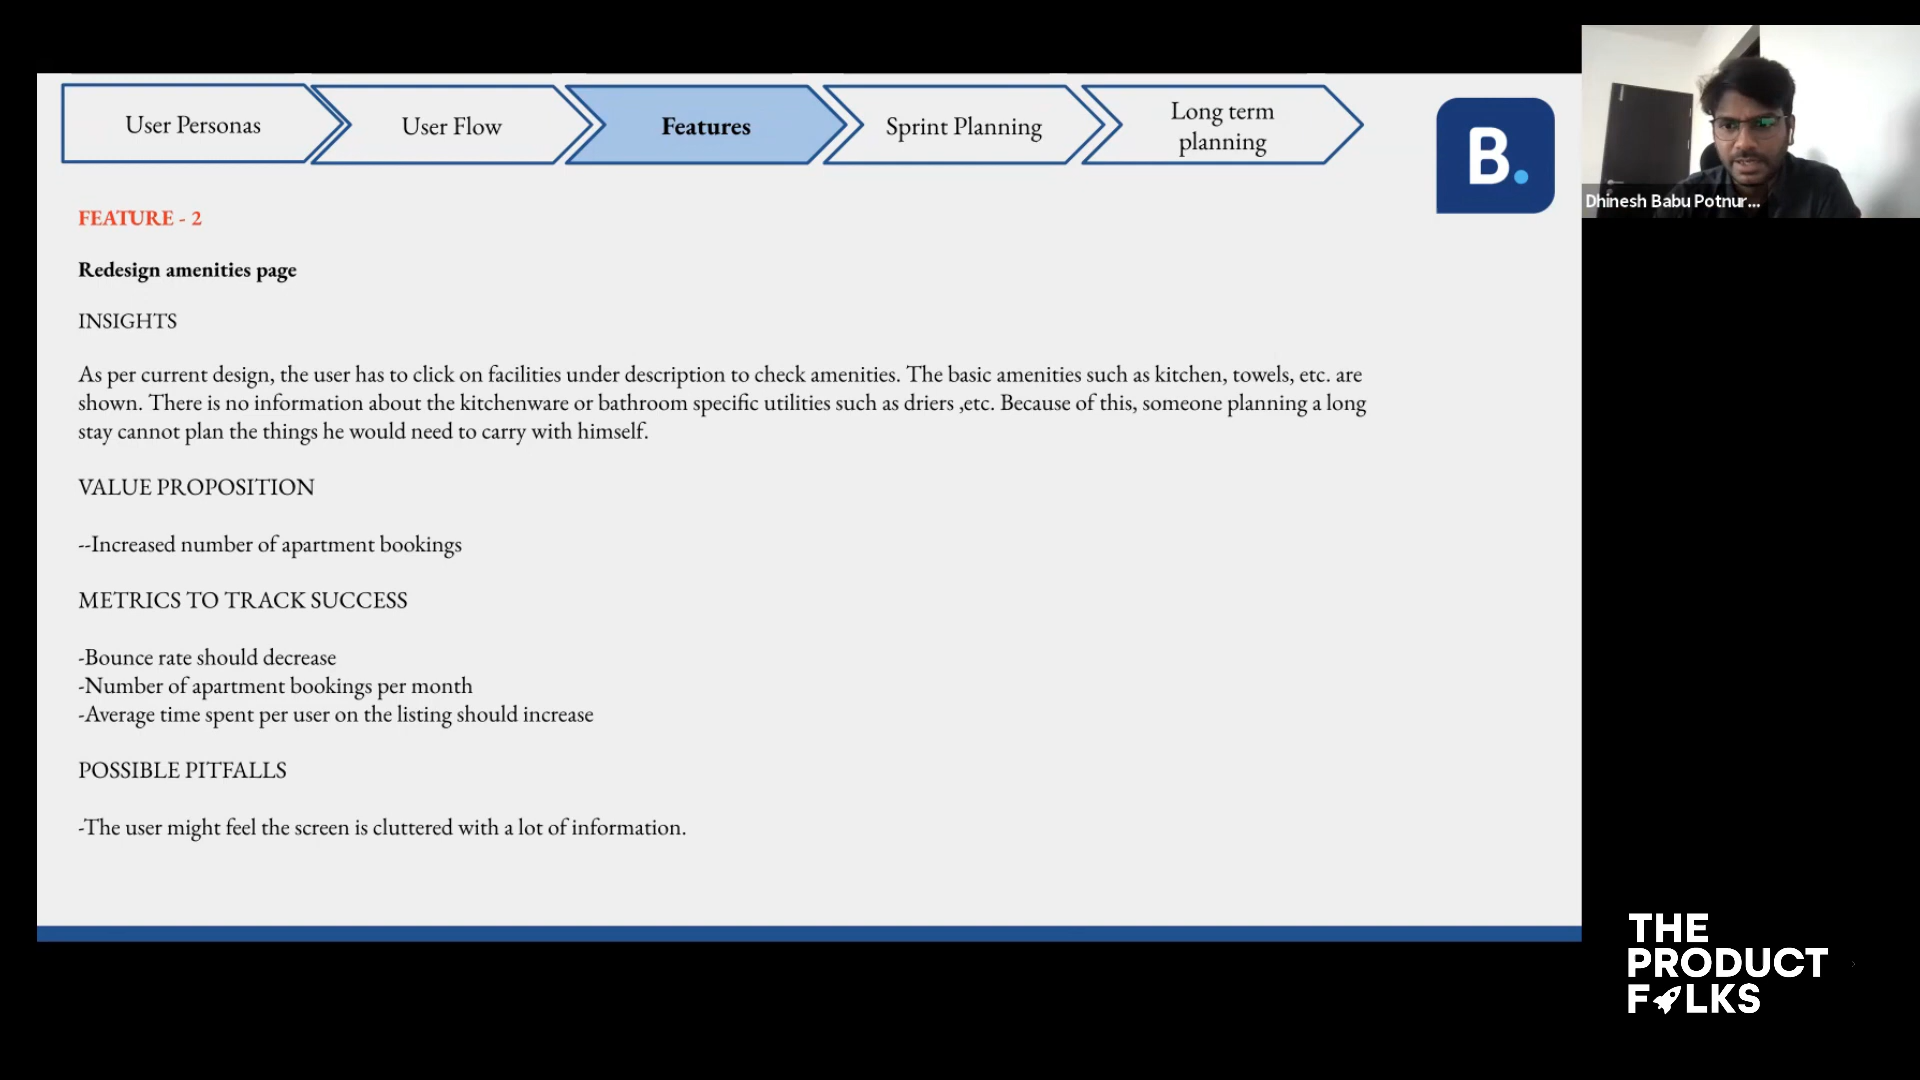 User Personas
User Flow
Features
Sprint Planning
Long term
planning
B.
Dhinesh Babu Potnur...
FEATURE - 2
Redesign amenities page
INSIGHTS
As per current design, the user has to click on facilities under description to check amenities. The basic amenities such as kitchen, towels, etc. are
shown. There is no information about the kitchenware or bathroom specific utilities such as driers ,etc. Because of this, someone planning a long
stay cannot plan the things he would need to carry with himself.
VALUE PROPOSITION
--Increased number of apartment bookings
METRICS TO TRACK SUCCESS
-Bounce rate should decrease
-Number of apartment bookings per month
-Average time spent per user on the listing should increase
POSSIBLE PITFALLS
-The user might feel the screen is cluttered with a lot of information.
THE
PRODUCT
FOLKS